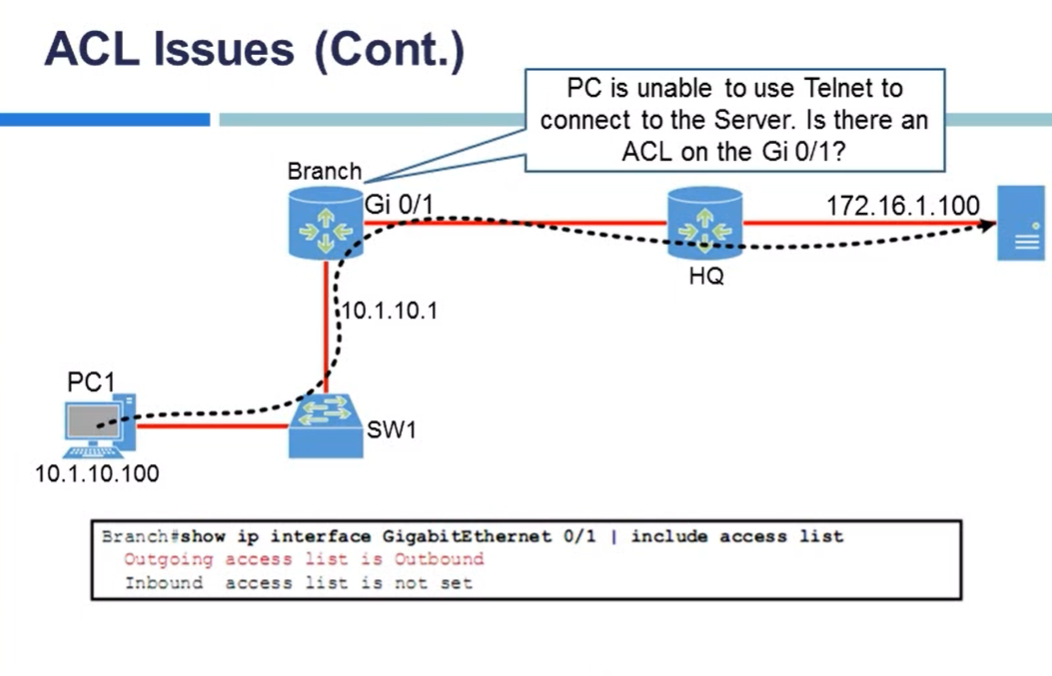 ACL Issues (Cont.)
PC is unable to use Telnet to
connect to the Server. Is there an
ACL on the Gi 0/1?
Branch
Gi 0/1
172.16.1.100
HQ
10.1.10.1
PC1
SW1
10.1.10.100
Branch#show ip interface GigabitEthernet 0/1 | include access list
Outgoing access list is Outbound
Inbound  access list is not set